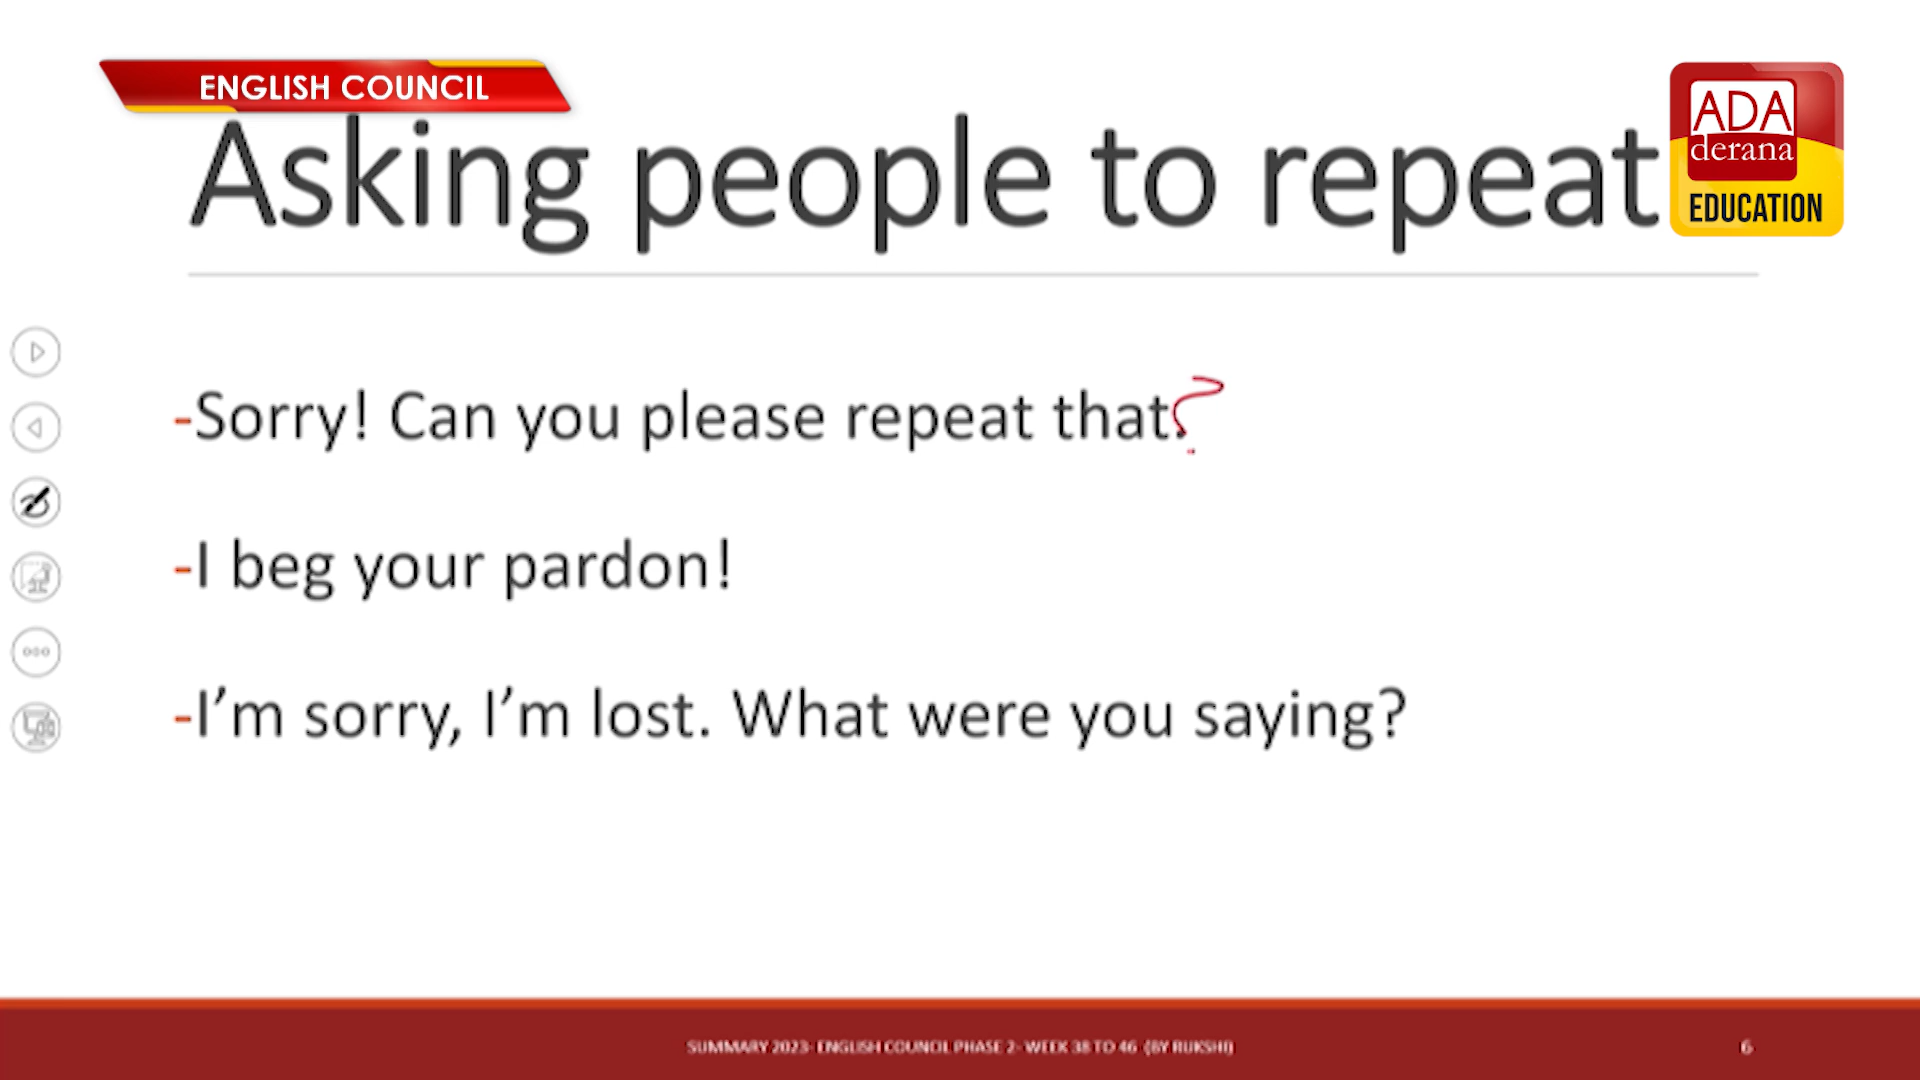 ENGLISH COUNCIL
Asking people to repeat
ADA
derana
EDUCATION
-Sorry! Can you please repeat that.?
-I beg your pardon!
-I’m sorry, I’m lost. What were you saying?
SUMMARY 2023- ENGLISH COUNCIL PHASE 2- WEEK 38 TO 46 (BY RUKSHI)
6